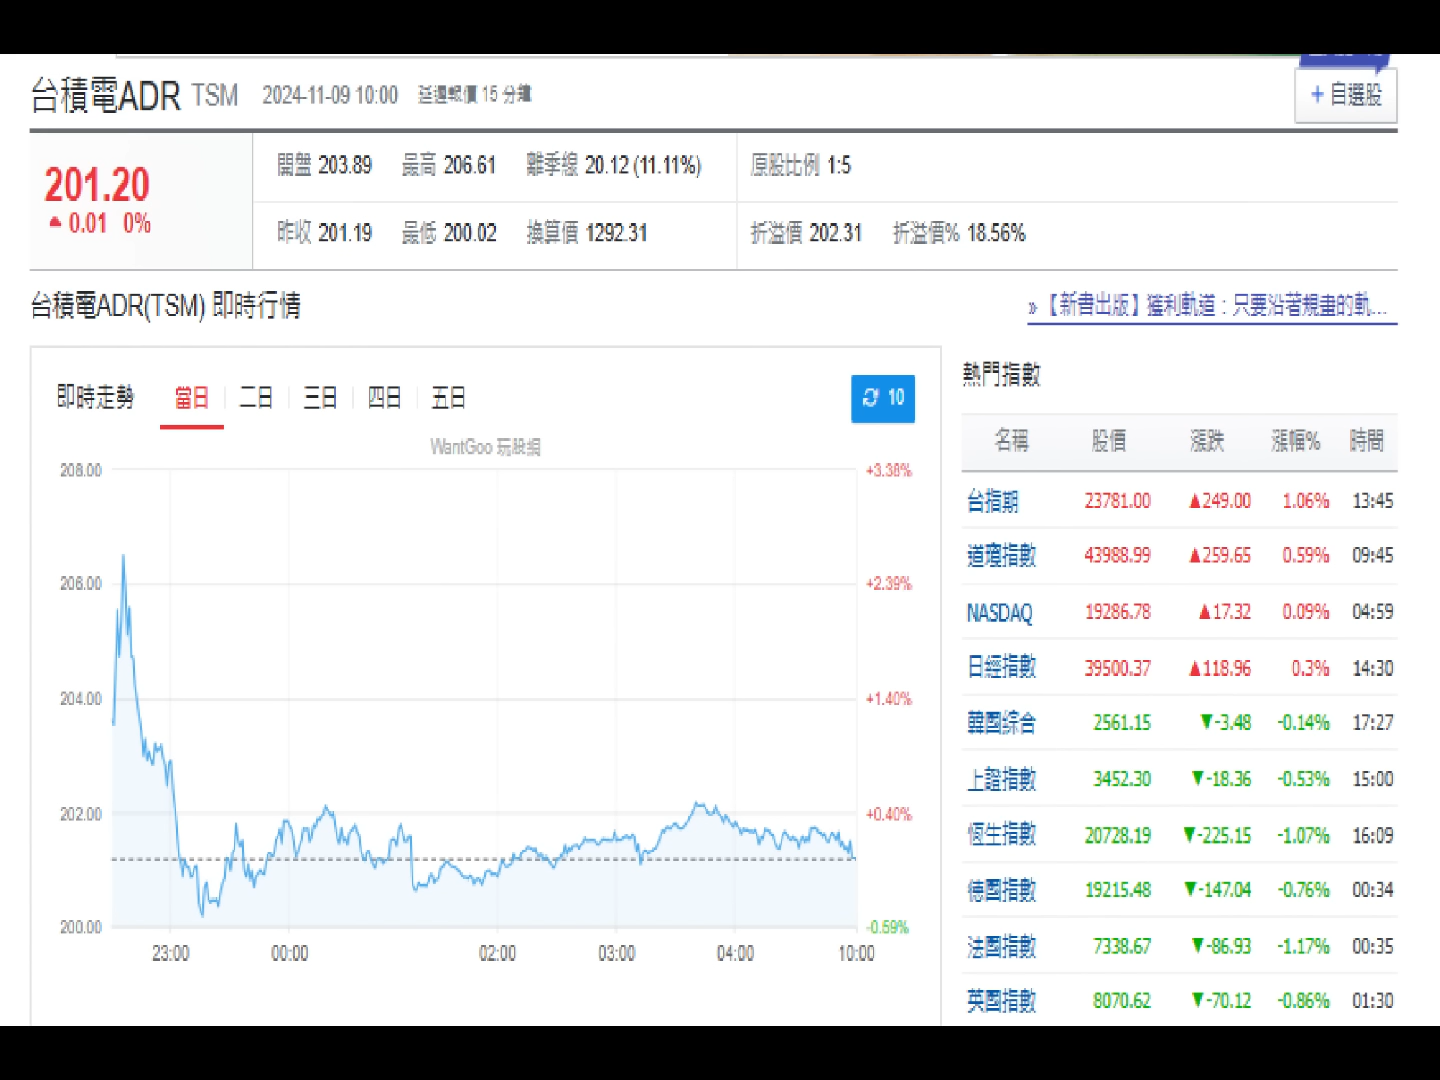 台積電ADR TSM 2024-11-09 10:00 延遲報價 15 分鐘
+ 自選股
201.20
▲ 0.01 0%
開盤 203.89 最高 206.61 離季線 20.12 (11.11%) 原股比例 1:5
昨收 201.19 最低 200.02 換算價 1292.31 折溢價 202.31 折溢價% 18.56%
台積電ADR(TSM) 即時行情
» 【新書出版】獲利軌道：只要沿著規畫的軌...
即時走勢 當日 二日 三日 四日 五日
10
WantGoo 玩股網
208.00 +3.38%
206.00 +2.39%
204.00 +1.40%
202.00 +0.40%
200.00 -0.59%
23:00 00:00 02:00 03:00 04:00 10:00
熱門指數
名稱 股價 漲跌 漲幅% 時間
台指期 23781.00 ▲249.00 1.06% 13:45
道瓊指數 43988.99 ▲259.65 0.59% 09:45
NASDAQ 19286.78 ▲17.32 0.09% 04:59
日經指數 39500.37 ▲118.96 0.3% 14:30
韓國綜合 2561.15 ▼-3.48 -0.14% 17:27
上證指數 3452.30 ▼-18.36 -0.53% 15:00
恆生指數 20728.19 ▼-225.15 -1.07% 16:09
德國指數 19215.48 ▼-147.04 -0.76% 00:34
法國指數 7338.67 ▼-86.93 -1.17% 00:35
英國指數 8070.62 ▼-70.12 -0.86% 01:30